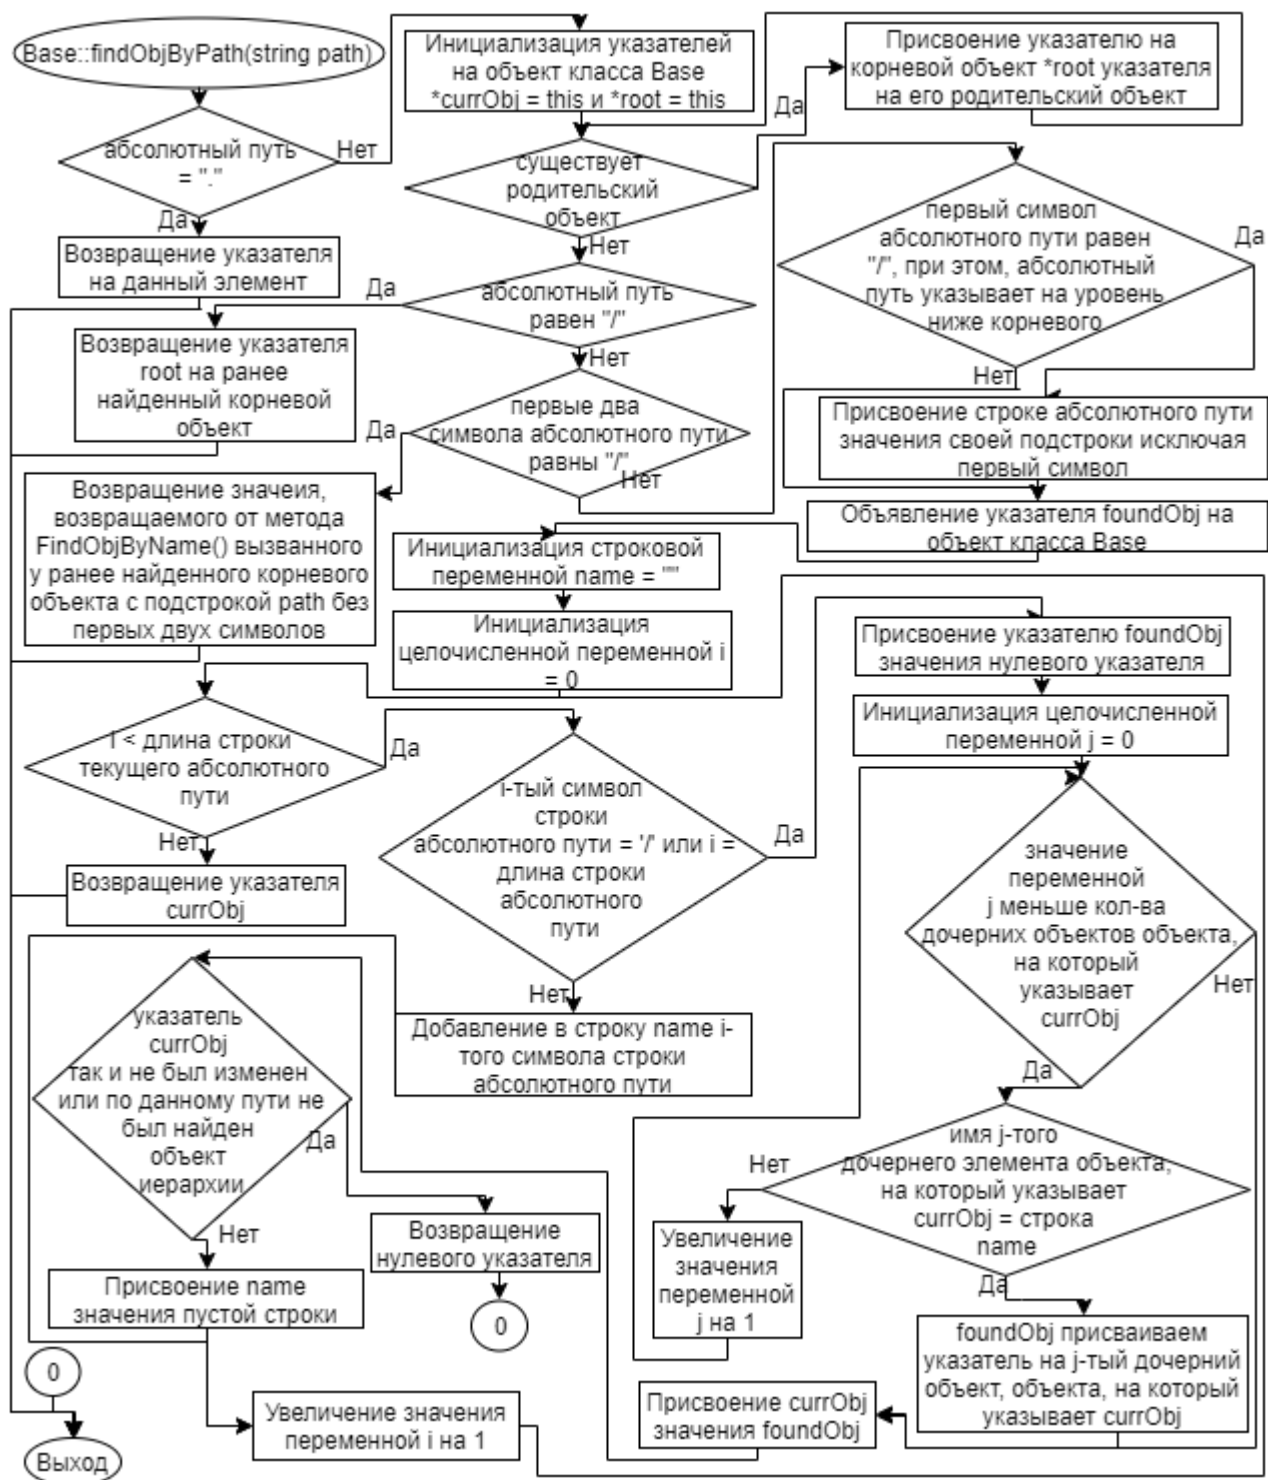 Base::findObjByPath(string path)
абсолютный путь
= "."
Нет
Да
Возвращение указателя
на данный элемент
Инициализация указателей
на объект класса Base
*currObj = this и *root = this
существует
родительский
объект
Да
Нет
Присвоение указателю на
корневой объект *root указателя
на его родительский объект
абсолютный путь
равен "/"
Да
Нет
Возвращение указателя
root на ранее
найденный корневой
объект
первые два
символа абсолютного пути
равны "/"
Да
Нет
Возвращение значеия,
возвращаемого от метода
FindObjByName() вызванного
у ранее найденного корневого
объекта с подстрокой path без
первых двух символов
первый символ
абсолютного пути равен
"/", при этом, абсолютный
путь указывает на уровень
ниже корневого
Да
Нет
Присвоение строке абсолютного пути
значения своей подстроки исключая
первый символ
Объявление указателя foundObj на
объект класса Base
Инициализация строковой
переменной name = ""
Инициализация
целочисленной переменной i
= 0
i < длина строки
текущего абсолютного
пути
Да
Нет
Возвращение указателя
currObj
i-тый символ
строки
абсолютного пути = '/' или i =
длина строки
абсолютного
пути
Да
Нет
Присвоение указателю foundObj
значения нулевого указателя
Инициализация целочисленной
переменной j = 0
значение
переменной
j меньше кол-ва
дочерних объектов объекта,
на который
указывает
currObj
Нет
Да
Добавление в строку name i-
того символа строки
абсолютного пути
указатель
currObj
так и не был изменен
или по данному пути не
был найден
объект
иерархии
Да
Нет
имя j-того
дочернего элемента объекта,
на который указывает
currObj = строка
name
Нет
Да
Увеличение
значения
переменной
j на 1
Возвращение
нулевого указателя
0
Присвоение name
значения пустой строки
foundObj присваиваем
указатель на j-тый дочерний
объект, объекта, на который
указывает currObj
Присвоение currObj
значения foundObj
Увеличение значения
переменной i на 1
0
Выход